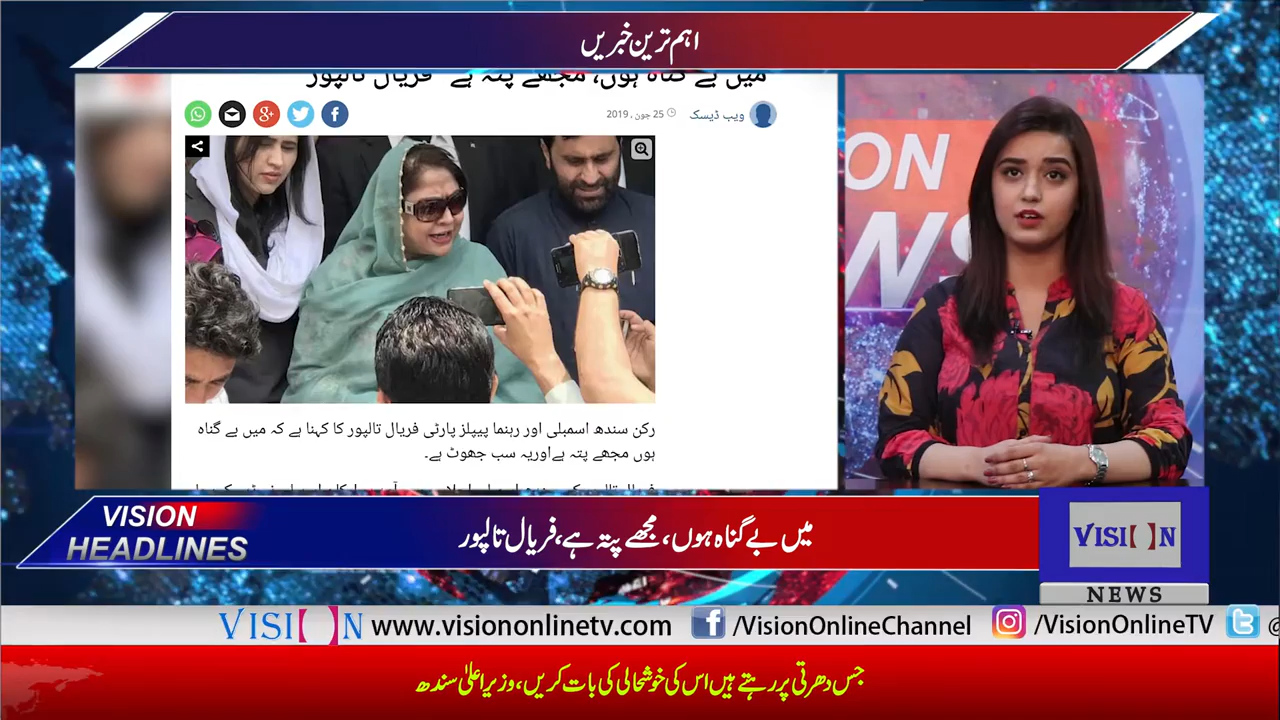 اہم ترین خبریں
میں بے گناہ ہوں، مجھے پتہ ہے فریال تالپور
ویب ڈیسک
25 جون ، 2019
ON
NS
رکن سندھ اسمبلی اور رہنما پیپلز پارٹی فریال تالپور کا کہنا ہے کہ میں بے گناہ
ہوں مجھے پتہ ہےاوریہ سب جھوٹ ہے۔
VISION
HEADLINES
میں بے گناہ ہوں، مجھے پتہ ہے، فریال تالپور
VISION
NEWS
VISION www.visiononlinetv.com /VisionOnlineChannel /VisionOnlineTV @
جس دھرتی پر رہتے ہیں اس کی خوشحالی کی بات کریں، وزیراعلیٰ سندھ